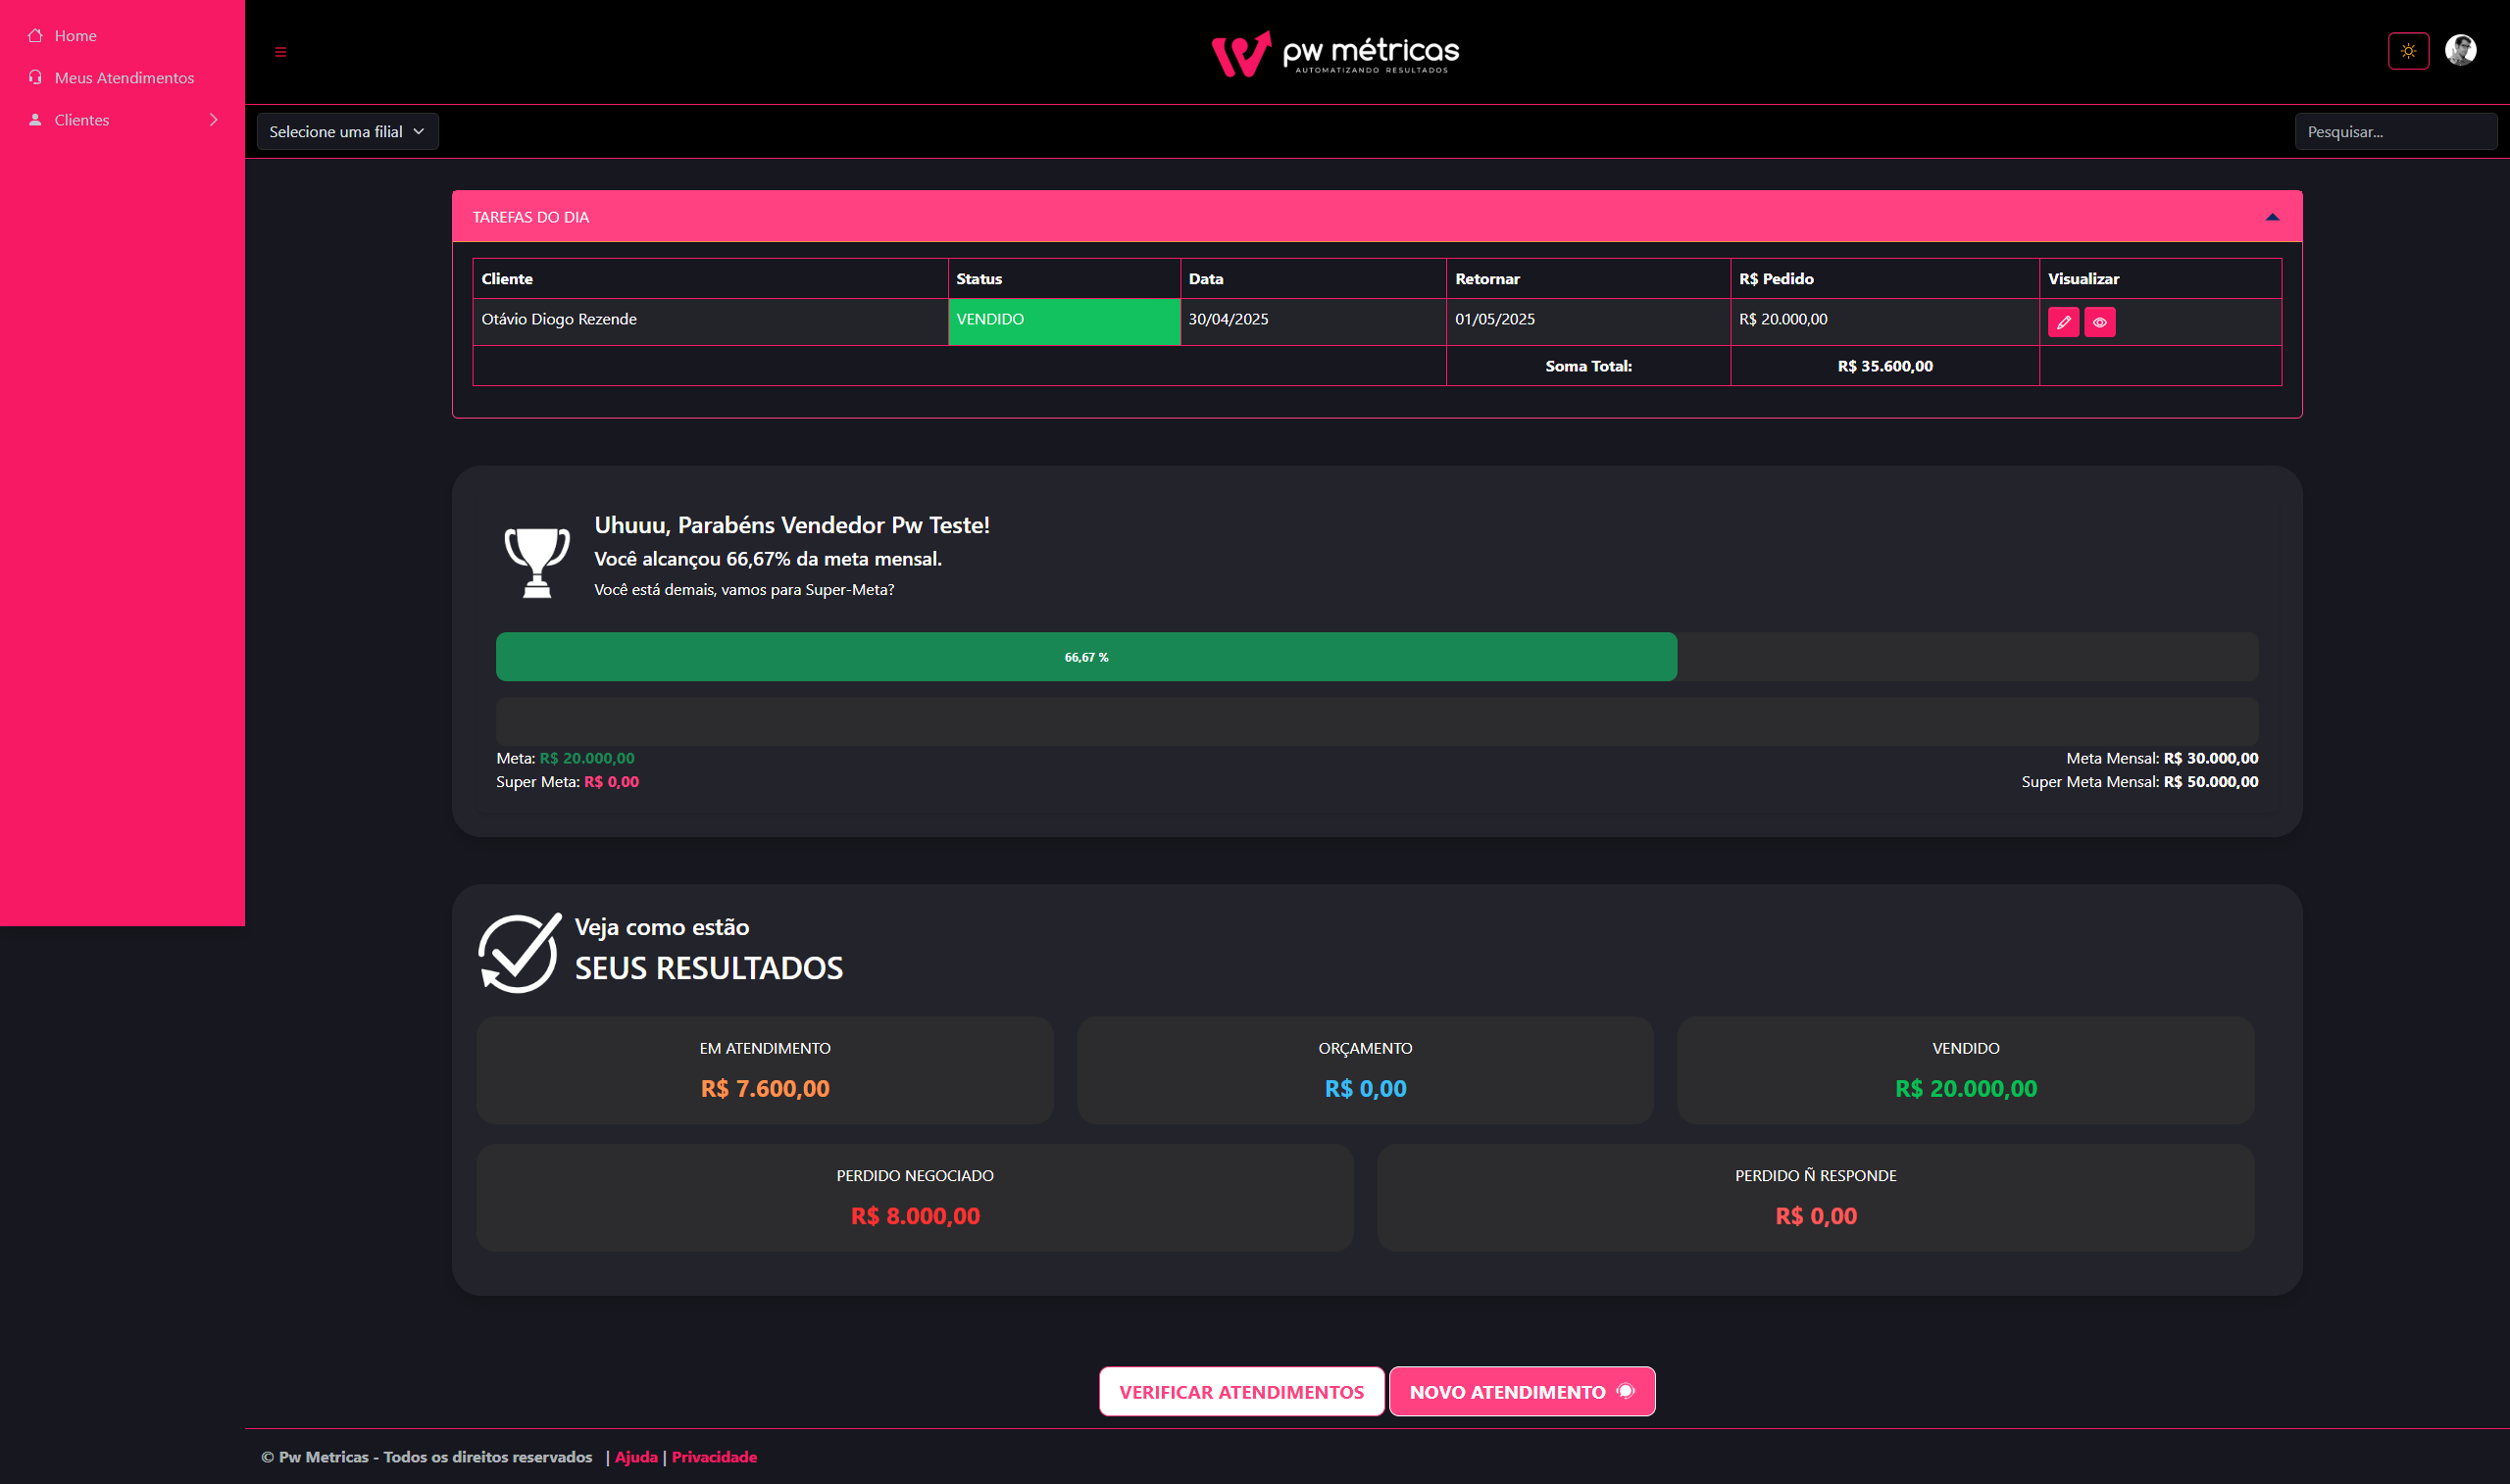 Home
Meus Atendimentos
Clientes
pw métricas
AUTOMATIZANDO RESULTADOS
Selecione uma filial
Pesquisar...
TAREFAS DO DIA
Cliente Status Data Retornar R$ Pedido Visualizar
Otávio Diogo Rezende VENDIDO 30/04/2025 01/05/2025 R$ 20.000,00
Soma Total: R$ 35.600,00
Uhuuu, Parabéns Vendedor Pw Teste!
Você alcançou 66,67% da meta mensal.
Você está demais, vamos para Super-Meta?
66,67 %
Meta: R$ 20.000,00 Meta Mensal: R$ 30.000,00
Super Meta: R$ 0,00 Super Meta Mensal: R$ 50.000,00
Veja como estão
SEUS RESULTADOS
EM ATENDIMENTO ORÇAMENTO VENDIDO
R$ 7.600,00 R$ 0,00 R$ 20.000,00
PERDIDO NEGOCIADO PERDIDO Ñ RESPONDE
R$ 8.000,00 R$ 0,00
VERIFICAR ATENDIMENTOS NOVO ATENDIMENTO
© Pw Metricas - Todos os direitos reservados | Ajuda | Privacidade